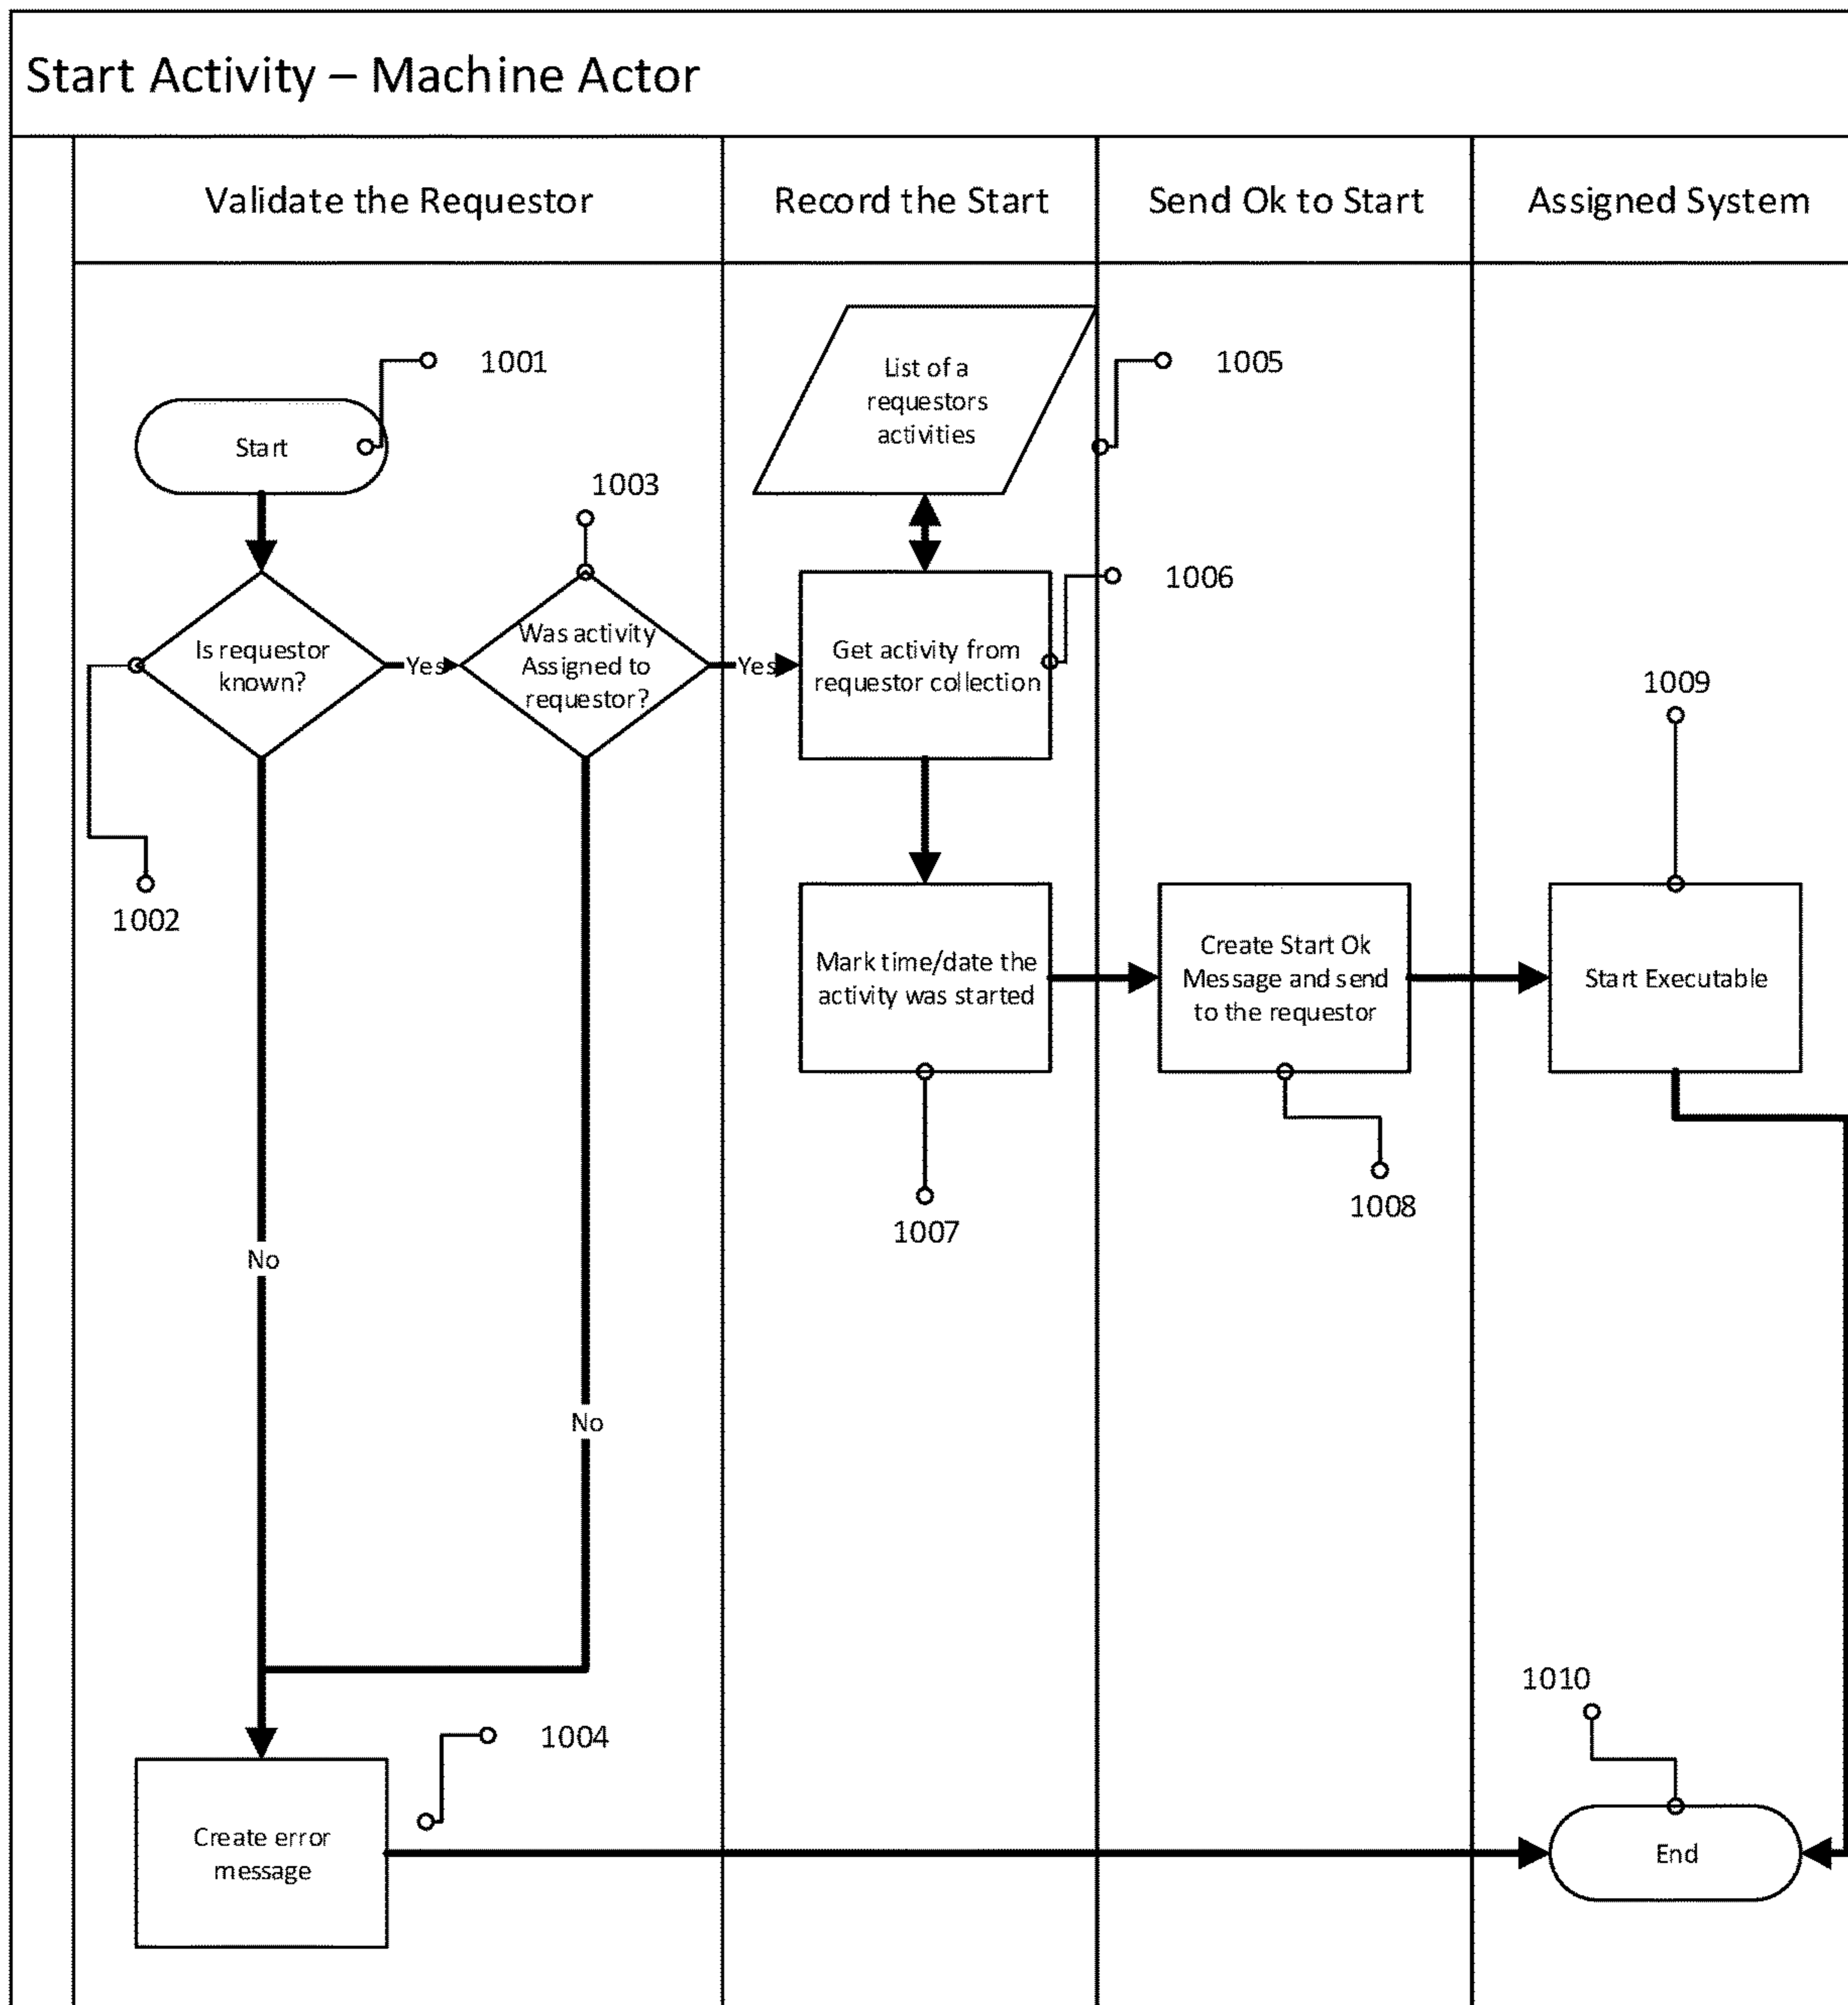 Start Activity – Machine Actor
Validate the Requestor
Record the Start
Send Ok to Start
Assigned System
1001
Start
List of a
requestors
activities
1005
1003
Is requestor
known?
Yes
Was activity
Assigned to
requestor?
Yes
Get activity from
requestor collection
1006
1002
1009
Mark time/date the
activity was started
Create Start Ok
Message and send
to the requestor
Start Executable
1007
1008
No
No
1004
Create error
message
1010
End